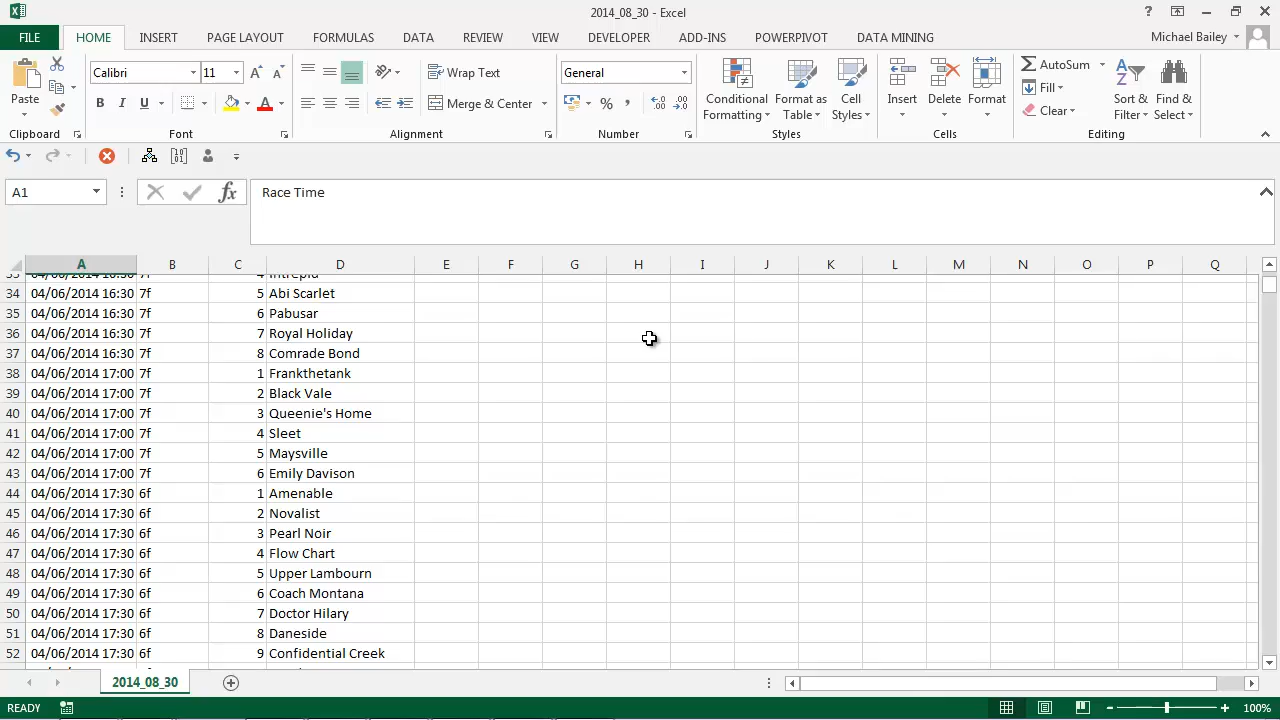 2014_08_30 - Excel
FILE HOME INSERT PAGE LAYOUT FORMULAS DATA REVIEW VIEW DEVELOPER ADD-INS POWERPIVOT DATA MINING Michael Bailey
Paste
Calibri 11
B I U A
Wrap Text
Merge & Center
General
% ,
Conditional Formatting
Format as Table
Cell Styles
Insert Delete Format
AutoSum
Fill
Clear
Sort & Filter
Find & Select
Clipboard Font Alignment Number Styles Cells Editing
A1 fx Race Time
A B C D E F G H I J K L M N O P Q
33 04/06/2014 16:30 7f 4 Intrepid
34 04/06/2014 16:30 7f 5 Abi Scarlet
35 04/06/2014 16:30 7f 6 Pabusar
36 04/06/2014 16:30 7f 7 Royal Holiday
37 04/06/2014 16:30 7f 8 Comrade Bond
38 04/06/2014 17:00 7f 1 Frankthetank
39 04/06/2014 17:00 7f 2 Black Vale
40 04/06/2014 17:00 7f 3 Queenie's Home
41 04/06/2014 17:00 7f 4 Sleet
42 04/06/2014 17:00 7f 5 Maysville
43 04/06/2014 17:00 7f 6 Emily Davison
44 04/06/2014 17:30 6f 1 Amenable
45 04/06/2014 17:30 6f 2 Novalist
46 04/06/2014 17:30 6f 3 Pearl Noir
47 04/06/2014 17:30 6f 4 Flow Chart
48 04/06/2014 17:30 6f 5 Upper Lambourn
49 04/06/2014 17:30 6f 6 Coach Montana
50 04/06/2014 17:30 6f 7 Doctor Hilary
51 04/06/2014 17:30 6f 8 Daneside
52 04/06/2014 17:30 6f 9 Confidential Creek
2014_08_30
READY 100%